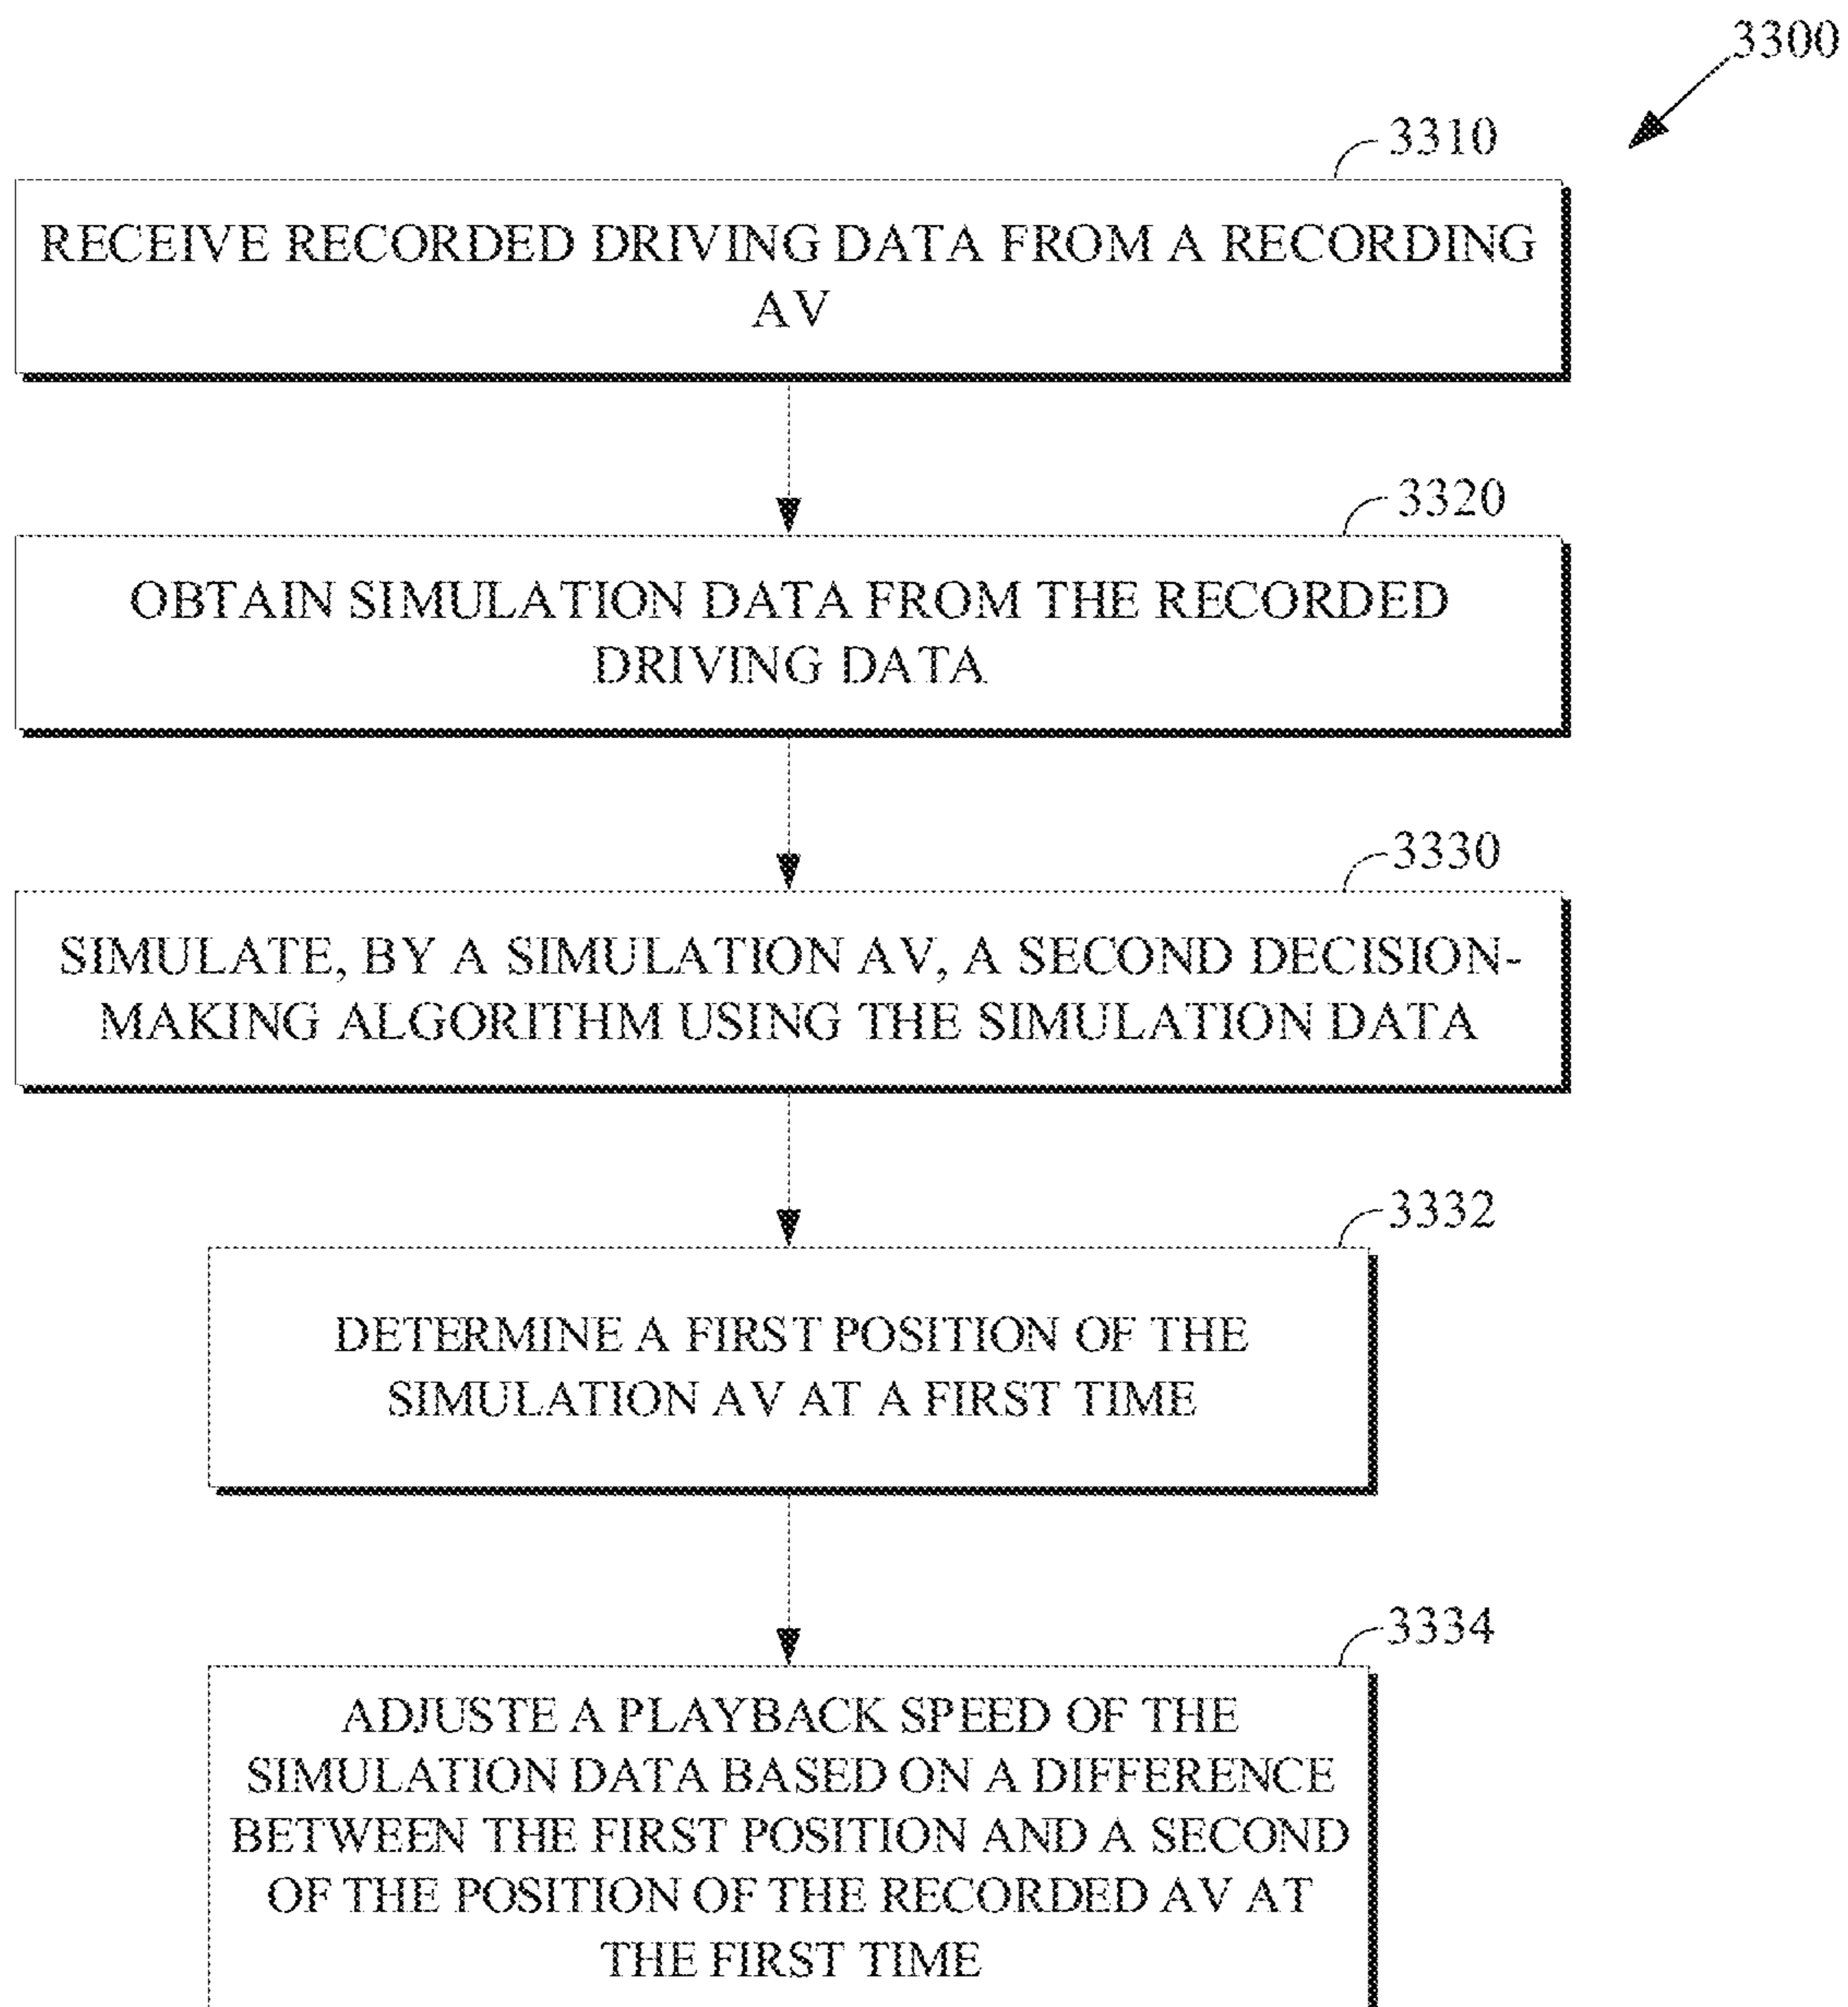 3300
3310
RECEIVE RECORDED DRIVING DATA FROM A RECORDING
AV
3320
OBTAIN SIMULATION DATA FROM THE RECORDED
DRIVING DATA
3330
SIMULATE, BY A SIMULATION AV, A SECOND DECISION-
MAKING ALGORITHM USING THE SIMULATION DATA
3332
DETERMINE A FIRST POSITION OF THE
SIMULATION AV AT A FIRST TIME
3334
ADJUSTE A PLAYBACK SPEED OF THE
SIMULATION DATA BASED ON A DIFFERENCE
BETWEEN THE FIRST POSITION AND A SECOND
OF THE POSITION OF THE RECORDED AV AT
THE FIRST TIME